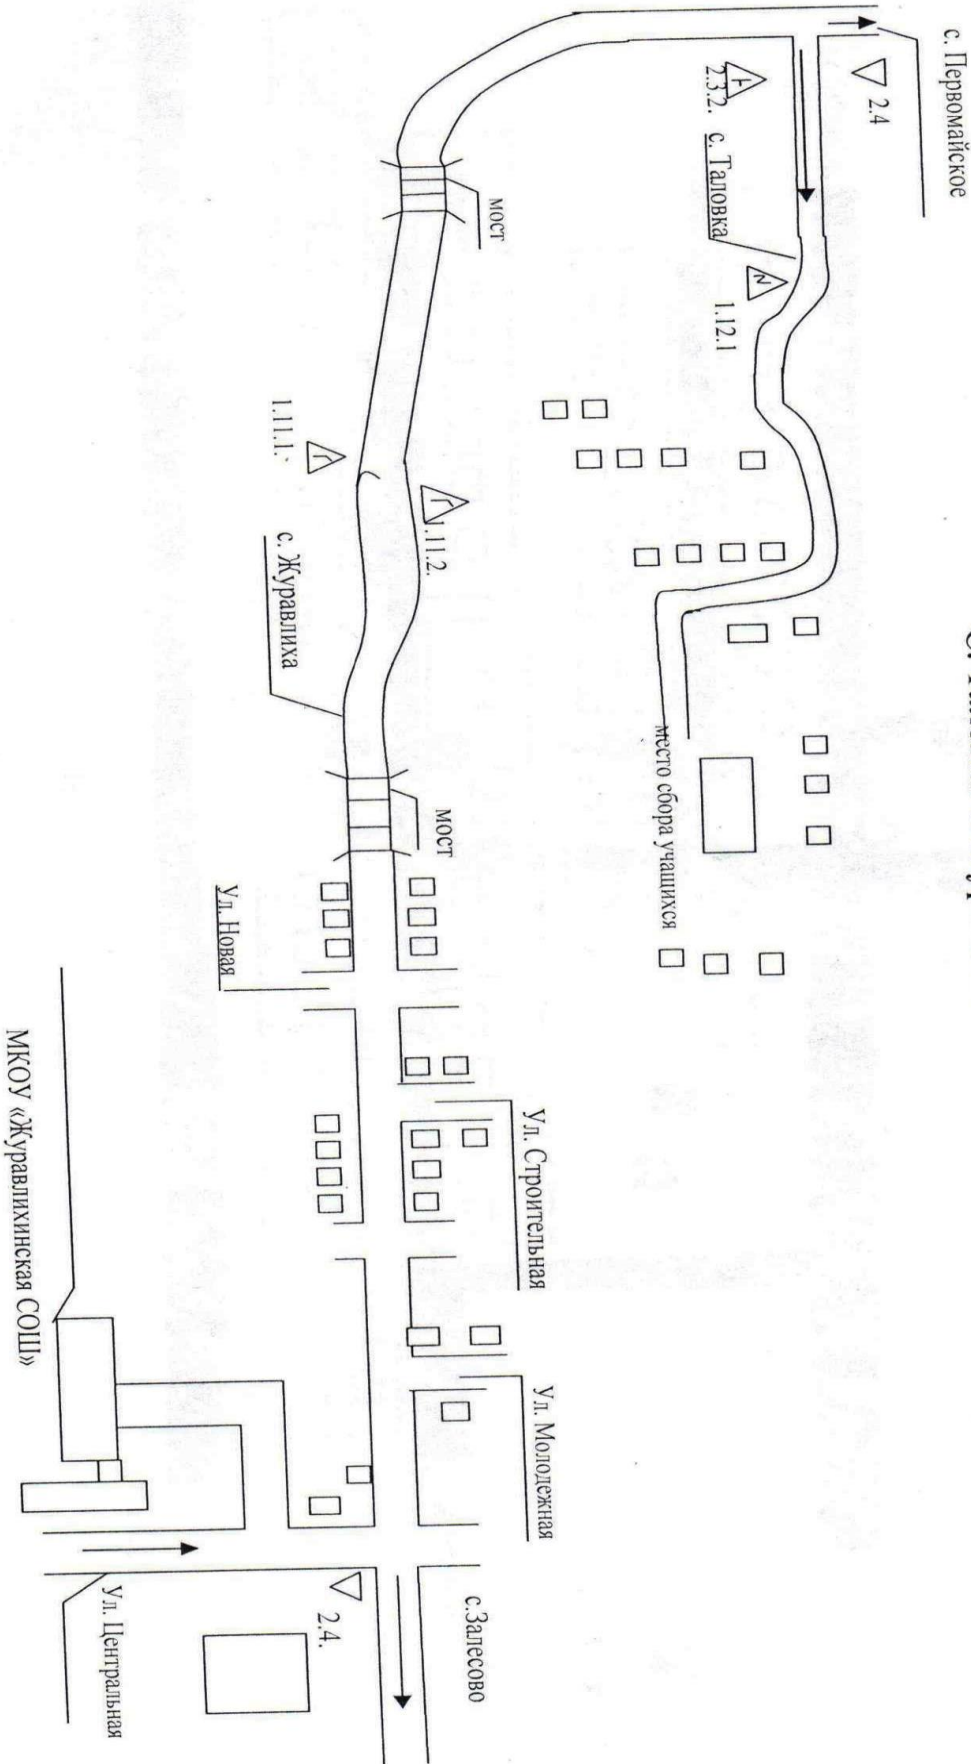 с. Первомайское
2.4
2.3.2.
с. Таловка
1.12.1
мост
1.11.1.
1.11.2.
с. Журавлиха
место сбора учащихся
мост
Ул. Новая
Ул. Строительная
Ул. Молодежная
МКОУ «Журавлихинская СОШ»
с.Залесово
2.4.
Ул. Центральная